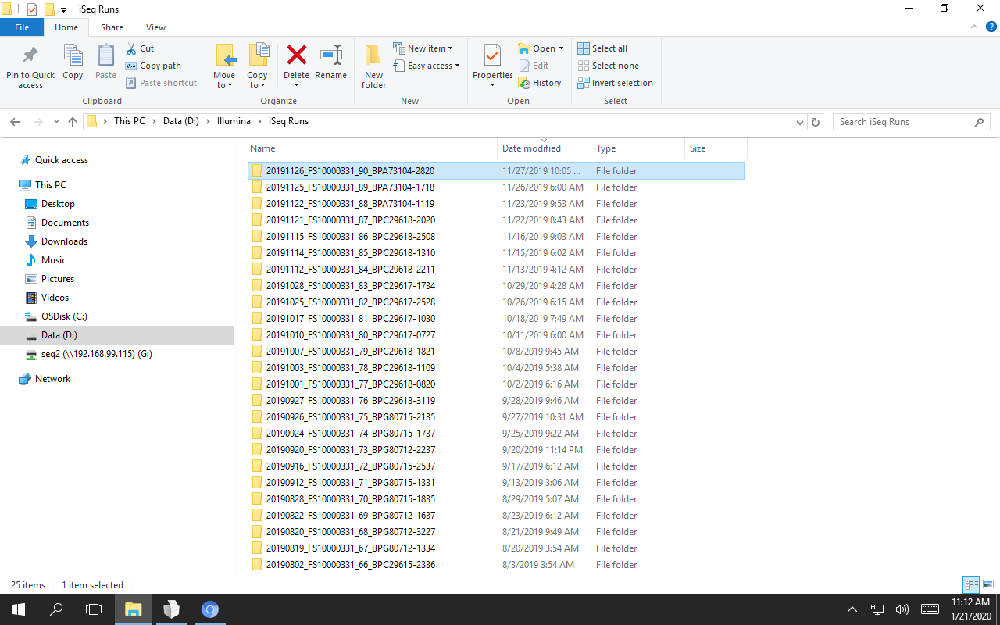 iSeq Runs
File Home Share View
Pin to Quick access
Copy
Paste
Cut
Copy path
Paste shortcut
Clipboard
Move to
Copy to
Delete
Rename
Organize
New folder
New item
Easy access
New
Properties
Open
Edit
History
Open
Select all
Select none
Invert selection
Select
This PC > Data (D:) > Illumina > iSeq Runs
Search iSeq Runs
Quick access
This PC
Desktop
Documents
Downloads
Music
Pictures
Videos
OSDisk (C:)
Data (D:)
seq2 (\\192.168.99.115) (G:)
Network
Name Date modified Type Size
20191126_FS10000331_90_BPA73104-2820 11/27/2019 10:05 ... File folder
20191125_FS10000331_89_BPA73104-1718 11/26/2019 6:00 AM File folder
20191122_FS10000331_88_BPA73104-1119 11/23/2019 9:53 AM File folder
20191121_FS10000331_87_BPC29618-2020 11/22/2019 8:43 AM File folder
20191115_FS10000331_86_BPC29618-2508 11/16/2019 9:03 AM File folder
20191114_FS10000331_85_BPC29618-1310 11/15/2019 6:02 AM File folder
20191112_FS10000331_84_BPC29618-2211 11/13/2019 4:12 AM File folder
20191028_FS10000331_83_BPC29617-1734 10/29/2019 4:28 AM File folder
20191025_FS10000331_82_BPC29617-2528 10/26/2019 6:15 AM File folder
20191017_FS10000331_81_BPC29617-1030 10/18/2019 7:49 AM File folder
20191010_FS10000331_80_BPC29617-0727 10/11/2019 6:00 AM File folder
20191007_FS10000331_79_BPC29618-1821 10/8/2019 9:45 AM File folder
20191003_FS10000331_78_BPC29618-1109 10/4/2019 5:38 AM File folder
20191001_FS10000331_77_BPC29618-0820 10/2/2019 6:16 AM File folder
20190927_FS10000331_76_BPC29618-3119 9/28/2019 9:46 AM File folder
20190926_FS10000331_75_BPG80715-2135 9/27/2019 10:31 AM File folder
20190924_FS10000331_74_BPG80715-1737 9/25/2019 9:22 AM File folder
20190920_FS10000331_73_BPG80712-2237 9/20/2019 11:14 PM File folder
20190916_FS10000331_72_BPG80715-2537 9/17/2019 6:12 AM File folder
20190912_FS10000331_71_BPG80715-1331 9/13/2019 3:06 AM File folder
20190828_FS10000331_70_BPG80715-1835 8/29/2019 5:07 AM File folder
20190822_FS10000331_69_BPG80712-1637 8/23/2019 6:12 AM File folder
20190820_FS10000331_68_BPG80712-3227 8/21/2019 9:49 AM File folder
20190819_FS10000331_67_BPG80712-1334 8/20/2019 3:54 AM File folder
20190802_FS10000331_66_BPC29615-2336 8/3/2019 3:54 AM File folder
25 items 1 item selected
11:12 AM
1/21/2020